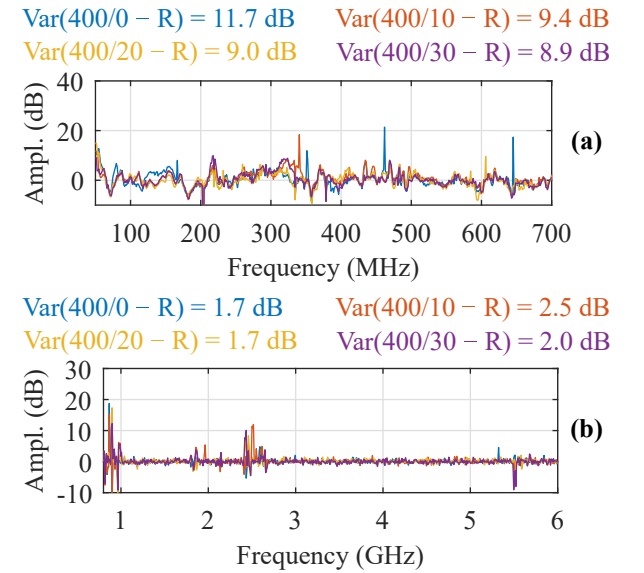 Var(400/0 − R) = 11.7 dB Var(400/10 − R) = 9.4 dB
Var(400/20 − R) = 9.0 dB Var(400/30 − R) = 8.9 dB
40
20
0
Ampl. (dB)
(a)
100 200 300 400 500 600 700
Frequency (MHz)
Var(400/0 − R) = 1.7 dB Var(400/10 − R) = 2.5 dB
Var(400/20 − R) = 1.7 dB Var(400/30 − R) = 2.0 dB
30
20
10
0
-10
Ampl. (dB)
(b)
1 2 3 4 5 6
Frequency (GHz)